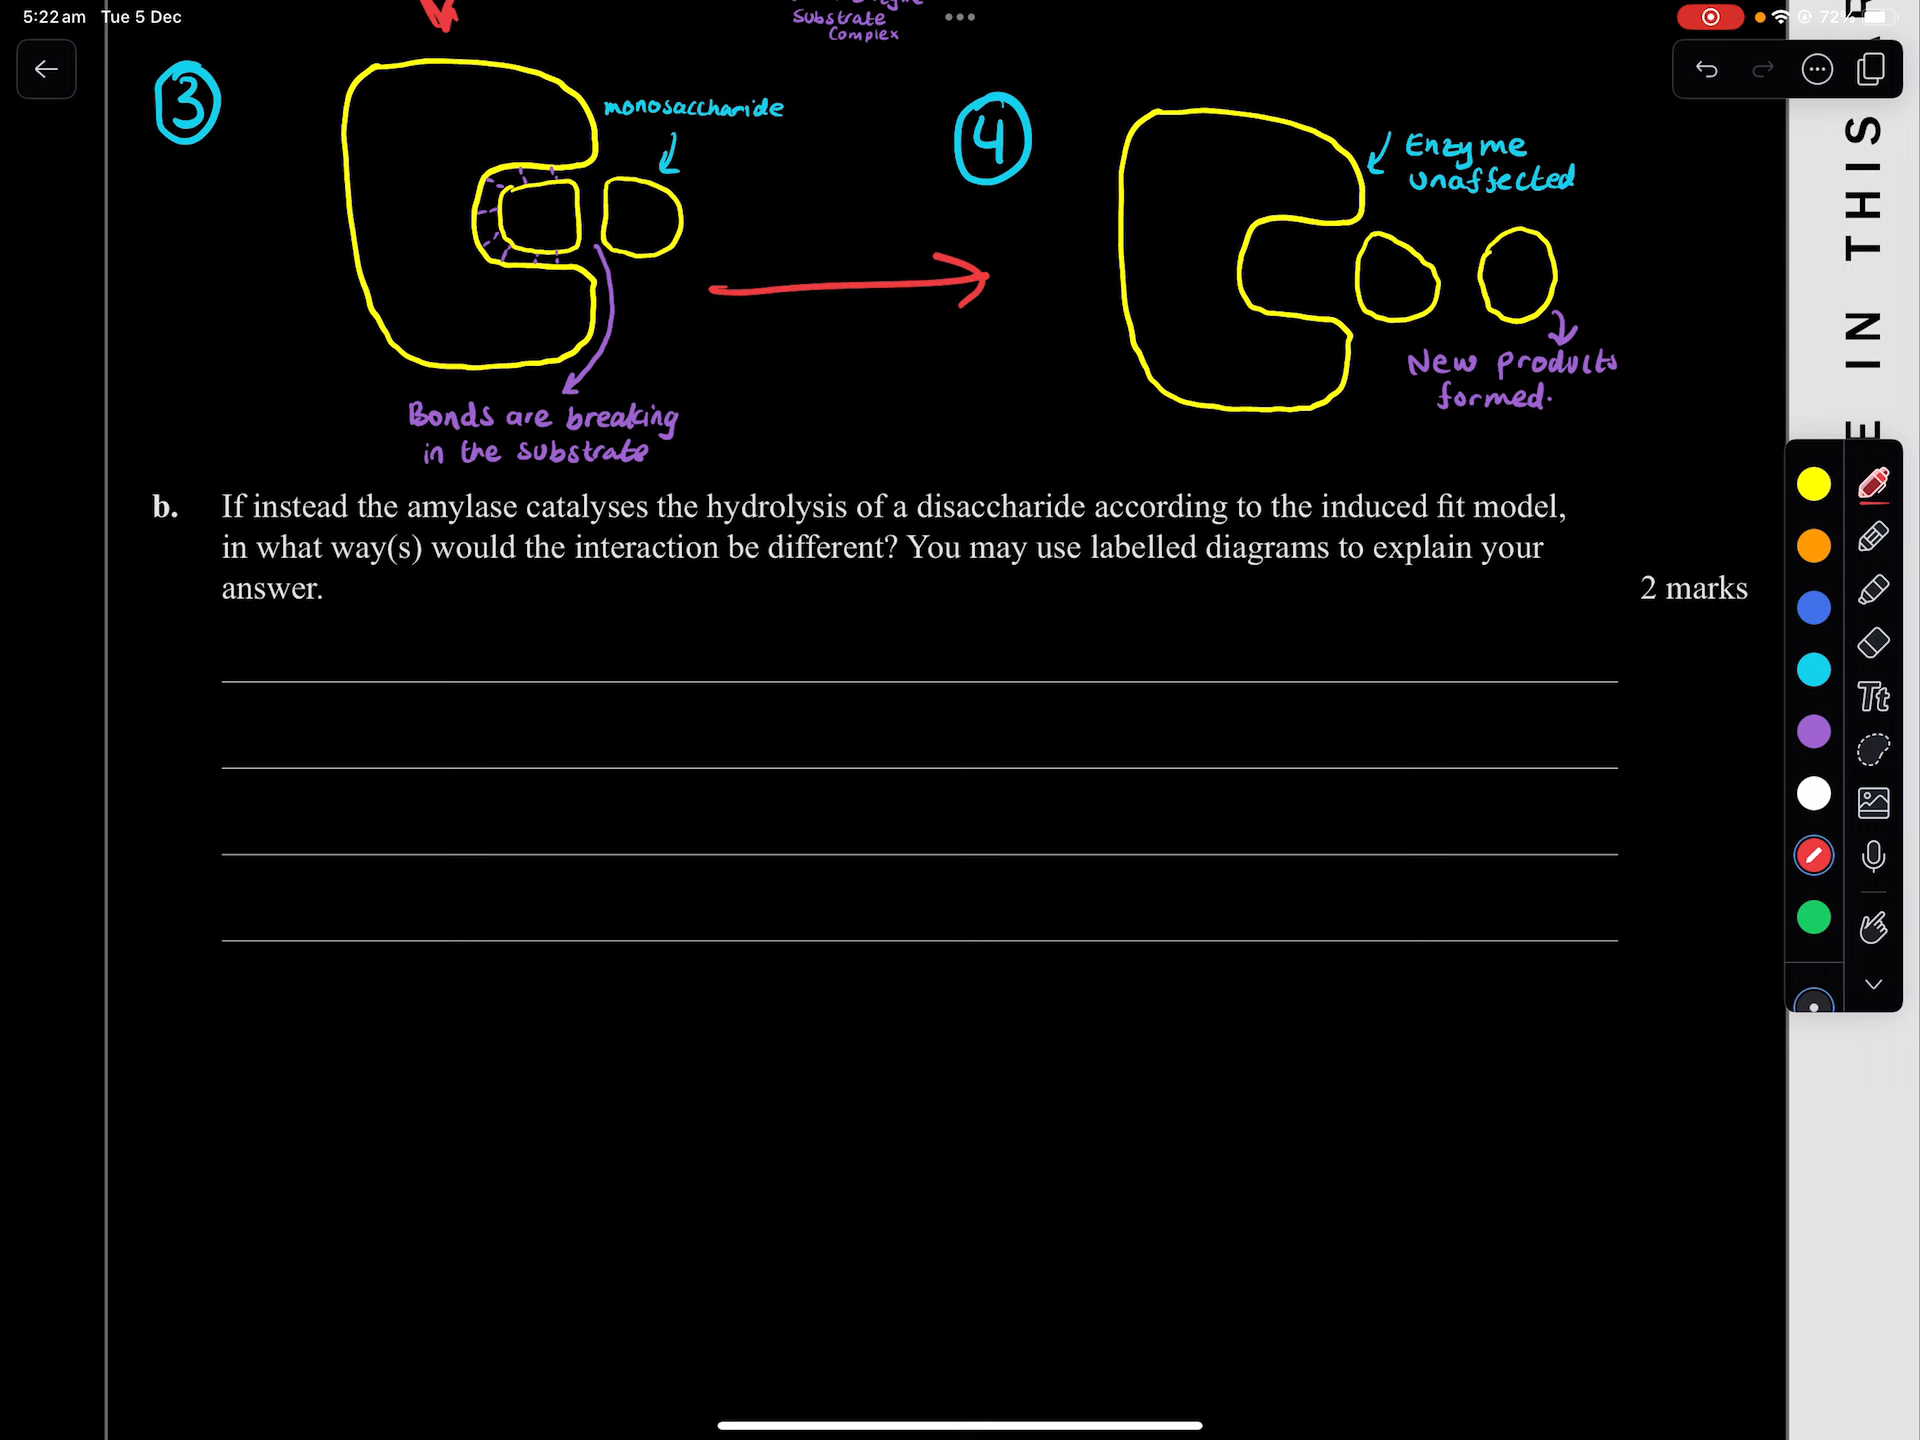 5:22 am Tue 5 Dec
72%
Substrate
Complex
3
monosaccharide
4
Enzyme
unaffected
Bonds are breaking
in the substrate
New products
formed.
b. If instead the amylase catalyses the hydrolysis of a disaccharide according to the induced fit model,
in what way(s) would the interaction be different? You may use labelled diagrams to explain your
answer.
2 marks
IN THIS
Tt